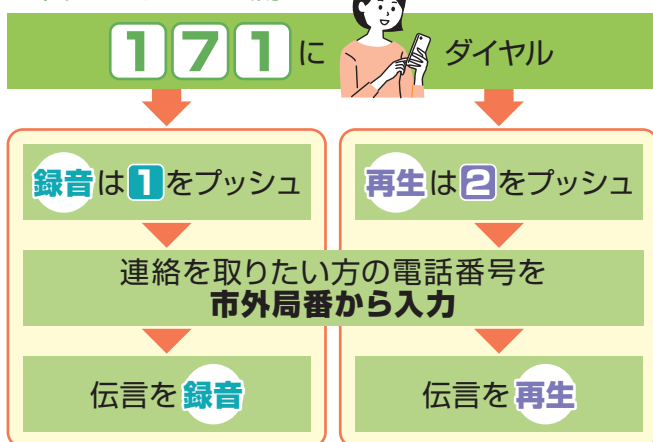 171に ダイヤル
録音は1をプッシュ
再生は2をプッシュ
連絡を取りたい方の電話番号を
市外局番から入力
伝言を録音
伝言を再生